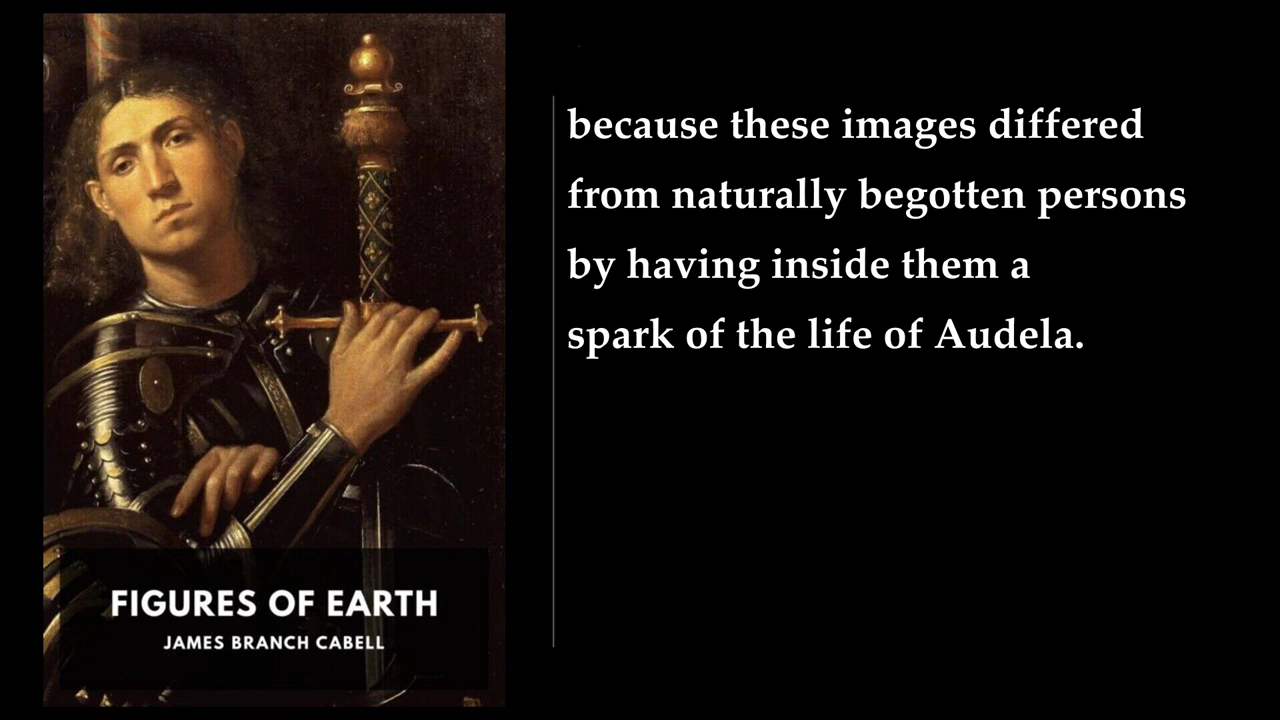 because these images differed
from naturally begotten persons
by having inside them a
spark of the life of Audela.
FIGURES OF EARTH
JAMES BRANCH CABELL